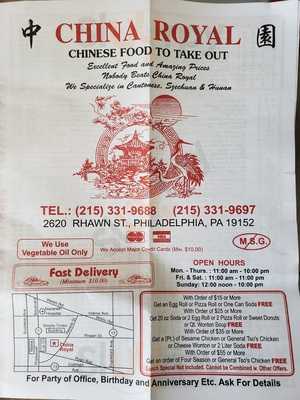 中 CHINA ROYAL 園
CHINESE FOOD TO TAKE OUT
Excellent Food and Amazing Prices
Nobody Beats China Royal
We Specialize in Cantonese, Szechuan & Hunan
TEL.: (215) 331-9688 (215) 331-9697
2620 RHAWN ST., PHILADELPHIA, PA 19152
We Use
Vegetable Oil Only
We Accept Major Credit Cards (Min. $10.00)
M.S.G.
Fast Delivery
(Minimum $10.00)
China
Royal
OPEN HOURS
Mon. - Thurs. : 11:00 am - 10:00 pm
Fri. & Sat. : 11:00 am - 11:00 pm
Sunday: 12:00 noon - 10:00 pm
With Order of $15 or More
Get an Egg Roll or Pizza Roll or One Can Soda FREE
With Order of $25 or More
Get 20 oz Soda or 2 Egg Roll or 2 Pizza Roll or Sweet Donuts
or Qt. Wonton Soup FREE
With Order of $35 or More
Get a (Pt.) of Sesame Chicken or General Tso's Chicken
or Cheese Wonton or 2 Liter Soda FREE
With Order of $55 or More
Get an order of Four Season or General Tso's Chicken FREE
Lunch Special Not Included. Cannot be Combined w. Other Offers.
For Party of Office, Birthday and Anniversary Etc. Ask For Details